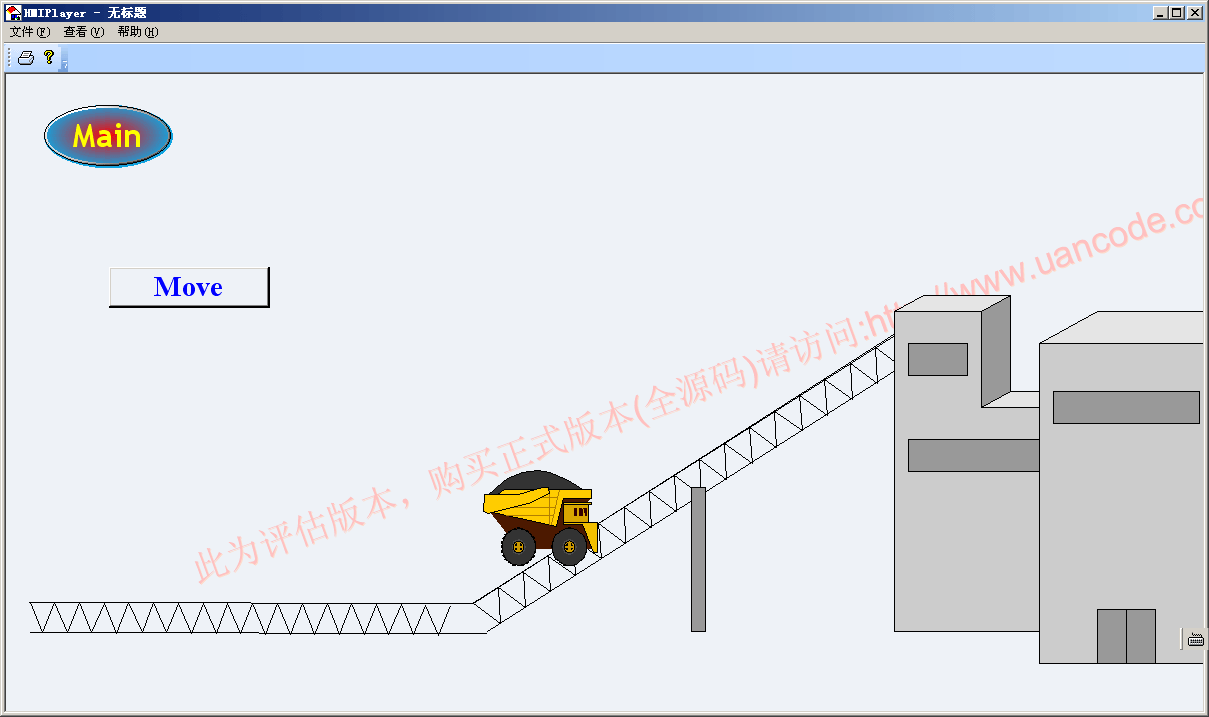 HMIPlayer - 无标题
文件(F) 查看(V) 帮助(H)
Main
Move
此为评估版本，购买正式版本(全源码)请访问:http://www.uancode.co